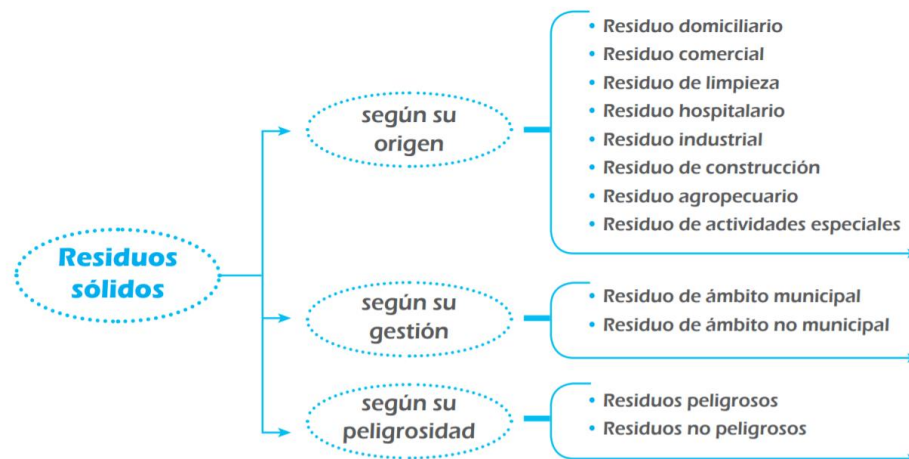 Residuos
sólidos
según su
origen
• Residuo domiciliario
• Residuo comercial
• Residuo de limpieza
• Residuo hospitalario
• Residuo industrial
• Residuo de construcción
• Residuo agropecuario
• Residuo de actividades especiales
según su
gestión
• Residuo de ámbito municipal
• Residuo de ámbito no municipal
según su
peligrosidad
• Residuos peligrosos
• Residuos no peligrosos